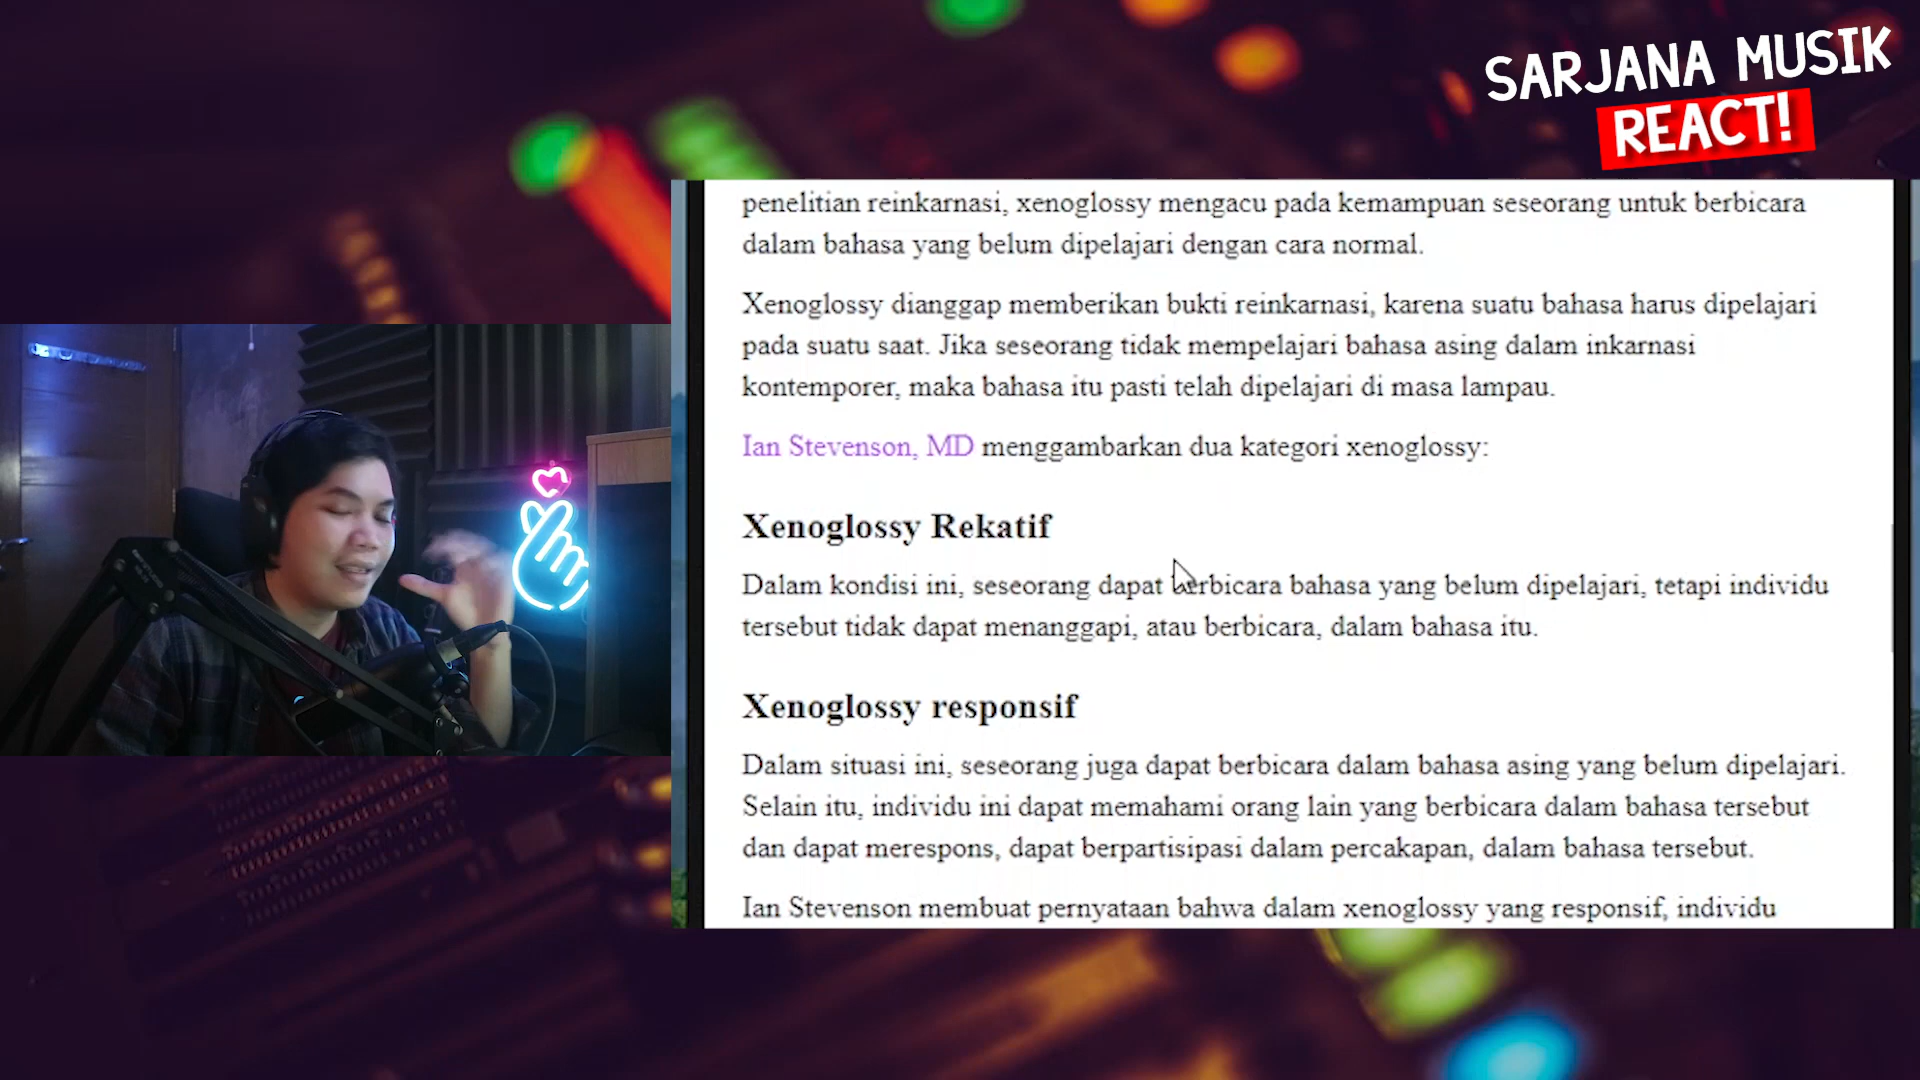 SARJANA MUSIK
REACT!
penelitian reinkarnasi, xenoglossy mengacu pada kemampuan seseorang untuk berbicara
dalam bahasa yang belum dipelajari dengan cara normal.
Xenoglossy dianggap memberikan bukti reinkarnasi, karena suatu bahasa harus dipelajari
pada suatu saat. Jika seseorang tidak mempelajari bahasa asing dalam inkarnasi
kontemporer, maka bahasa itu pasti telah dipelajari di masa lampau.
Ian Stevenson, MD menggambarkan dua kategori xenoglossy:
Xenoglossy Rekatif
Dalam kondisi ini, seseorang dapat berbicara bahasa yang belum dipelajari, tetapi individu
tersebut tidak dapat menanggapi, atau berbicara, dalam bahasa itu.
Xenoglossy responsif
Dalam situasi ini, seseorang juga dapat berbicara dalam bahasa asing yang belum dipelajari.
Selain itu, individu ini dapat memahami orang lain yang berbicara dalam bahasa tersebut
dan dapat merespons, dapat berpartisipasi dalam percakapan, dalam bahasa tersebut.
Ian Stevenson membuat pernyataan bahwa dalam xenoglossy yang responsif, individu